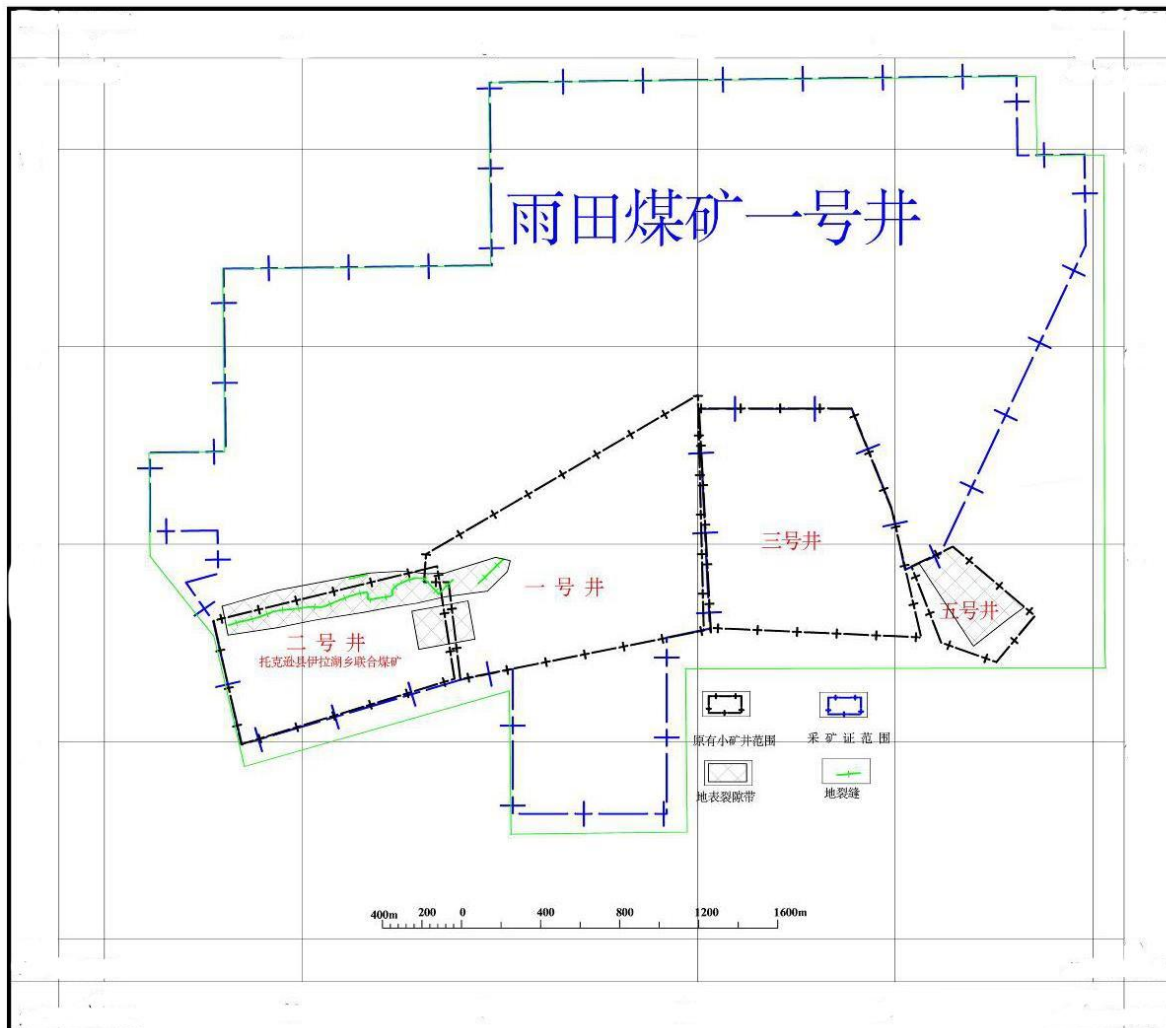 雨田煤矿一号井
三号井
一号井
五号井
二号井
托克逊县伊拉湖乡联合煤矿
原有小矿井范围
采矿证范围
地表裂隙带
地裂缝
400m 200 0 400 800 1200 1600m